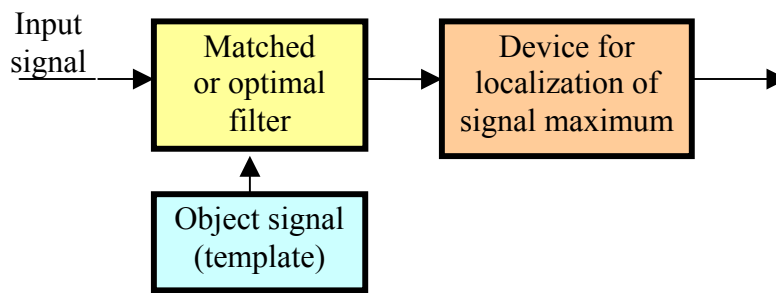 Input
signal
Matched
or optimal
filter
Device for
localization of
signal maximum
Object signal
(template)